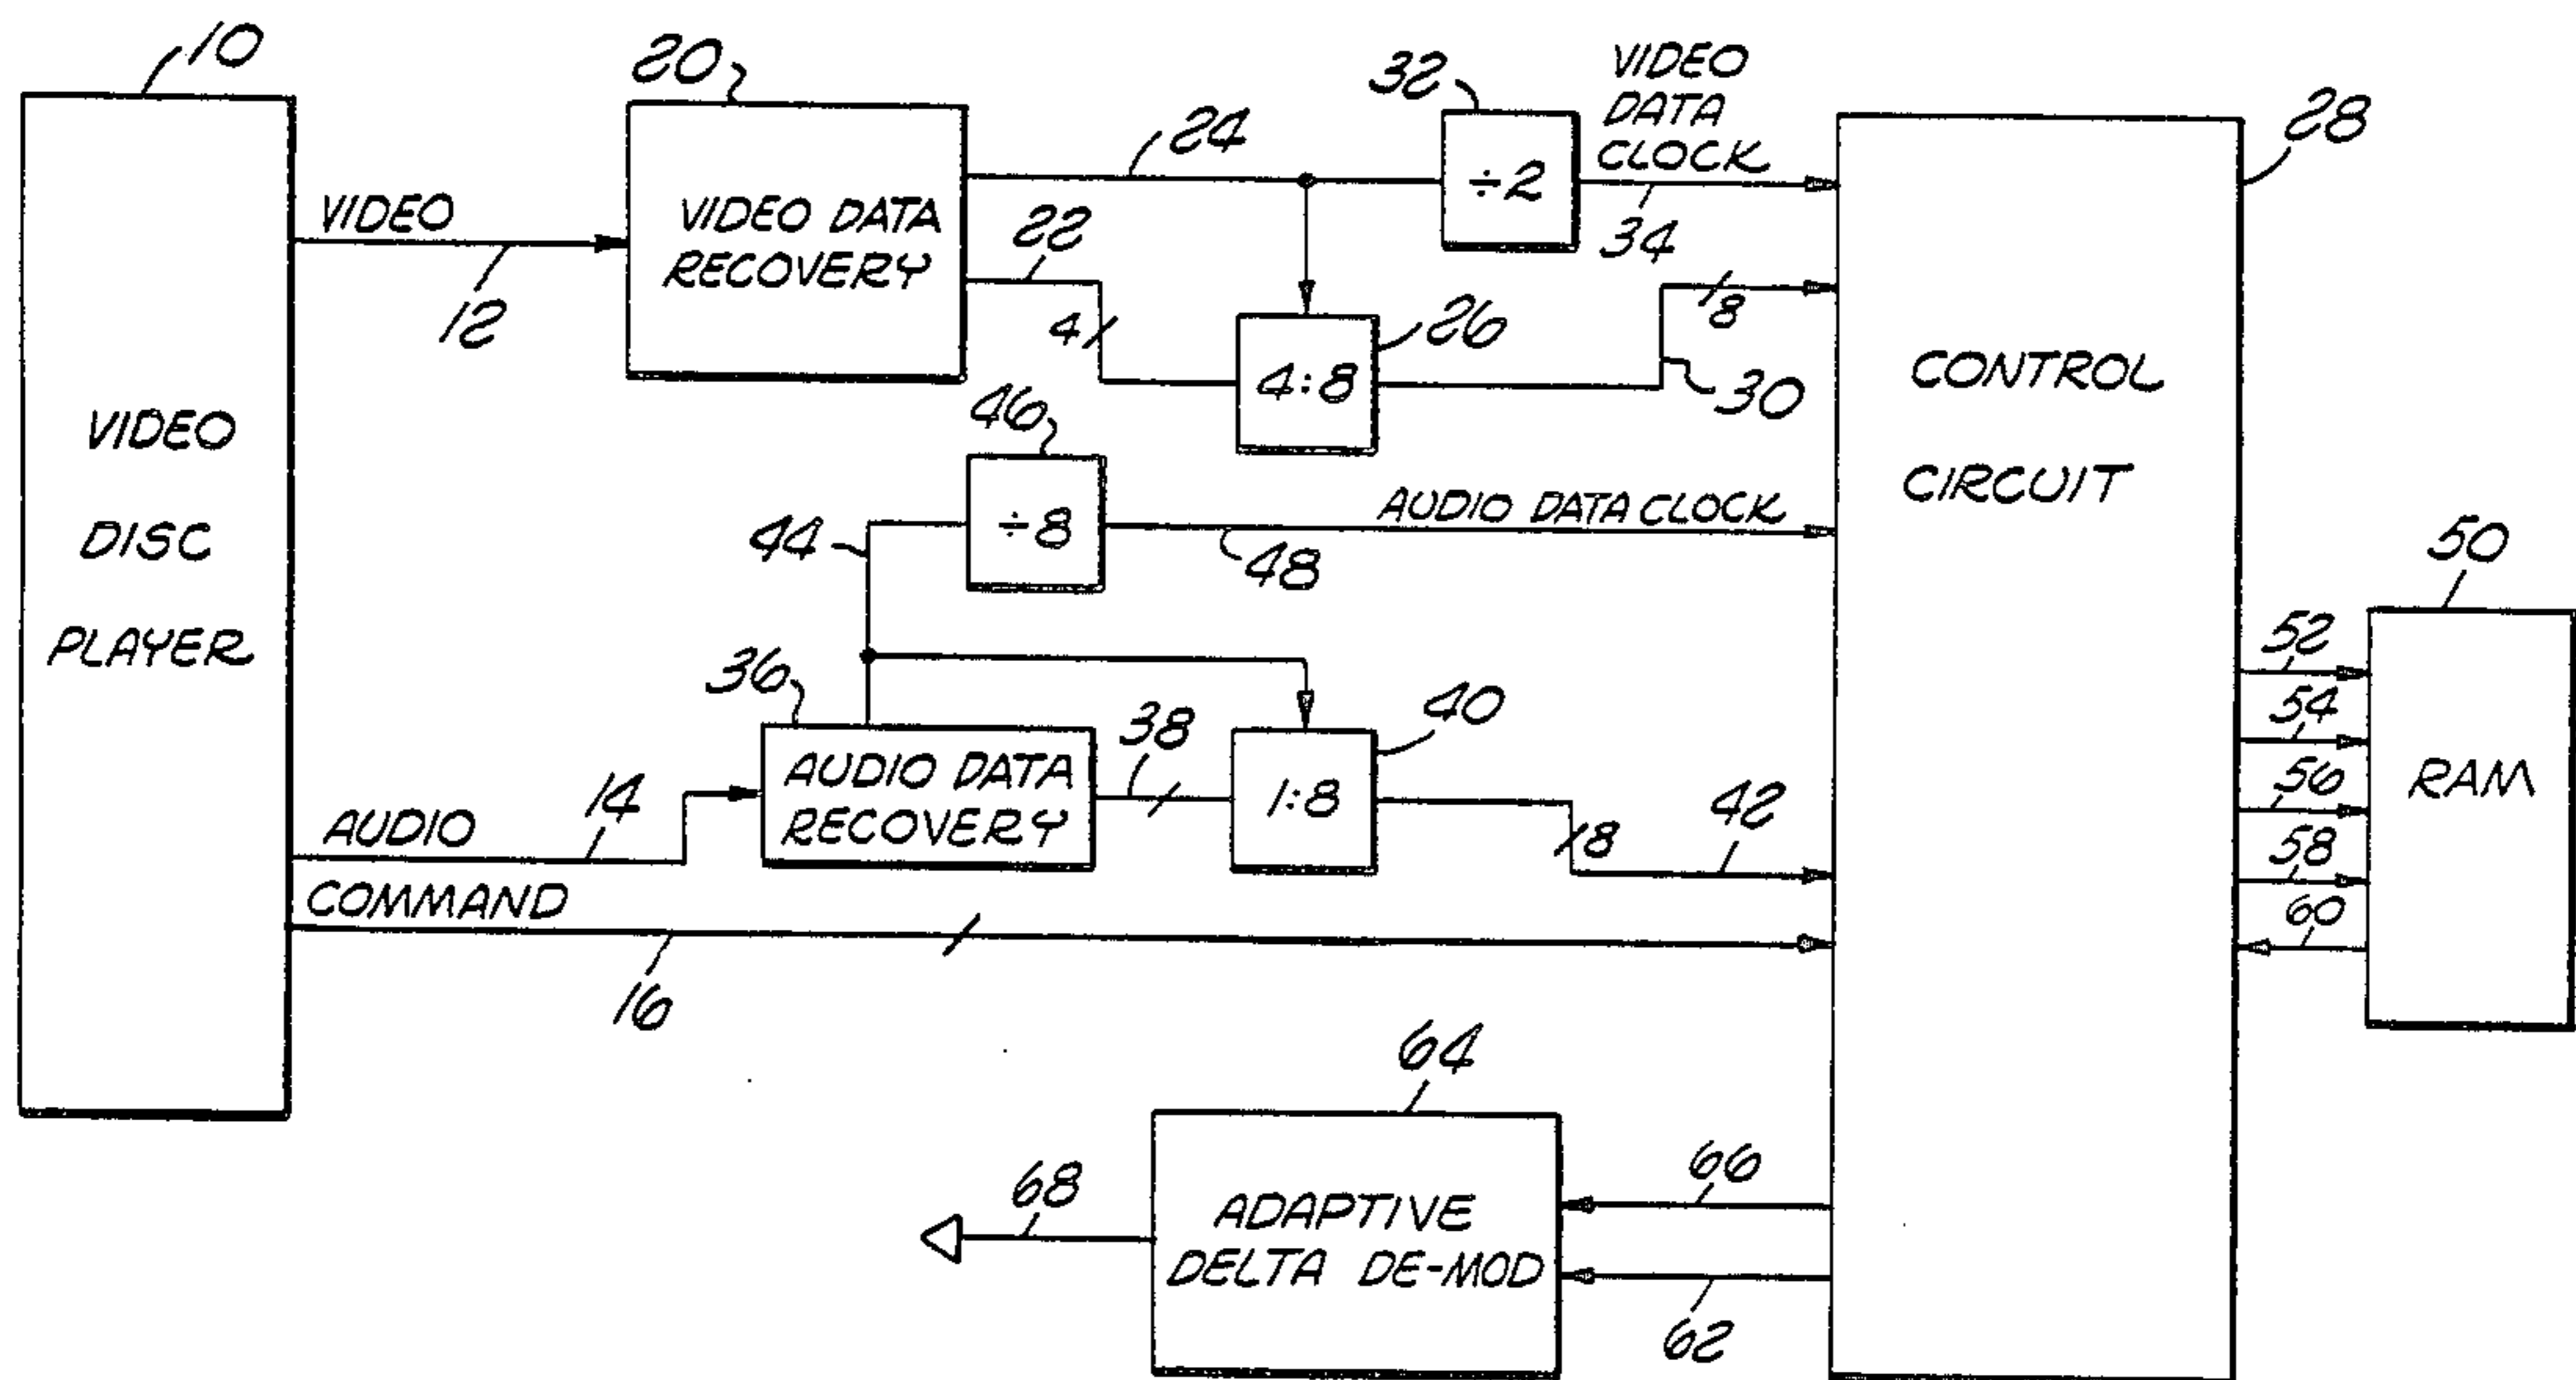 10
20
32
VIDEO
DATA
CLOCK
28
24
÷2
34
VIDEO
12
VIDEO DATA
RECOVERY
22
4
4:8
26
8
30
VIDEO
DISC
PLAYER
CONTROL
CIRCUIT
46
÷8
44
AUDIO DATA CLOCK
48
50
RAM
52
54
56
58
60
36
AUDIO DATA
RECOVERY
38
1:8
40
8
42
AUDIO
14
COMMAND
16
64
ADAPTIVE
DELTA DE-MOD
66
62
68